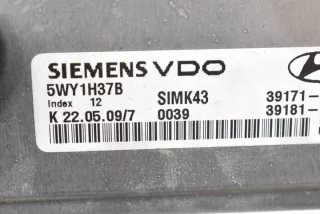 SIEMENS VDO
5WY1H37B
Index 12 SIMK43 39171-
K 22.05.09/7 0039 39181-